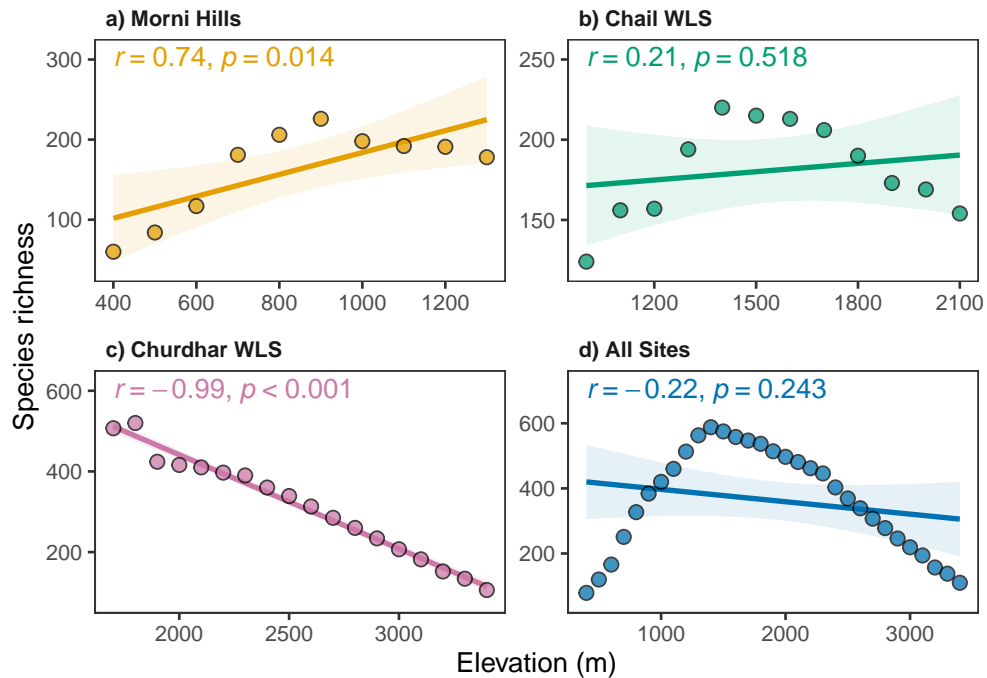 a) Morni Hills
r = 0.74, p = 0.014
300
200
100
400 600 800 1000 1200
b) Chail WLS
r = 0.21, p = 0.518
250
200
150
1200 1500 1800 2100
c) Churdhar WLS
r = −0.99, p < 0.001
600
400
200
2000 2500 3000
d) All Sites
r = −0.22, p = 0.243
600
400
200
1000 2000 3000
Species richness
Elevation (m)